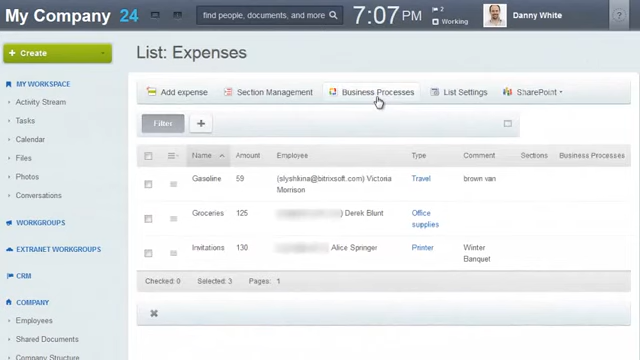 My Company 24
find people, documents, and more
7:07 PM
2
Working
Danny White
?
+ Create
List: Expenses
MY WORKSPACE
Activity Stream
Tasks
Calendar
Files
Photos
Conversations
WORKGROUPS
EXTRANET WORKGROUPS
CRM
COMPANY
Employees
Shared Documents
Add expense
Section Management
Business Processes
List Settings
SharePoint
Filter
+
Name Amount Employee Type Comment Sections Business Processes
Gasoline 59 (slyshkina@bitrixsoft.com) Victoria Morrison Travel brown van
Groceries 125 ) Derek Blunt Office supplies
Invitations 130 Alice Springer Printer Winter Banquet
Checked: 0 Selected: 3 Pages: 1